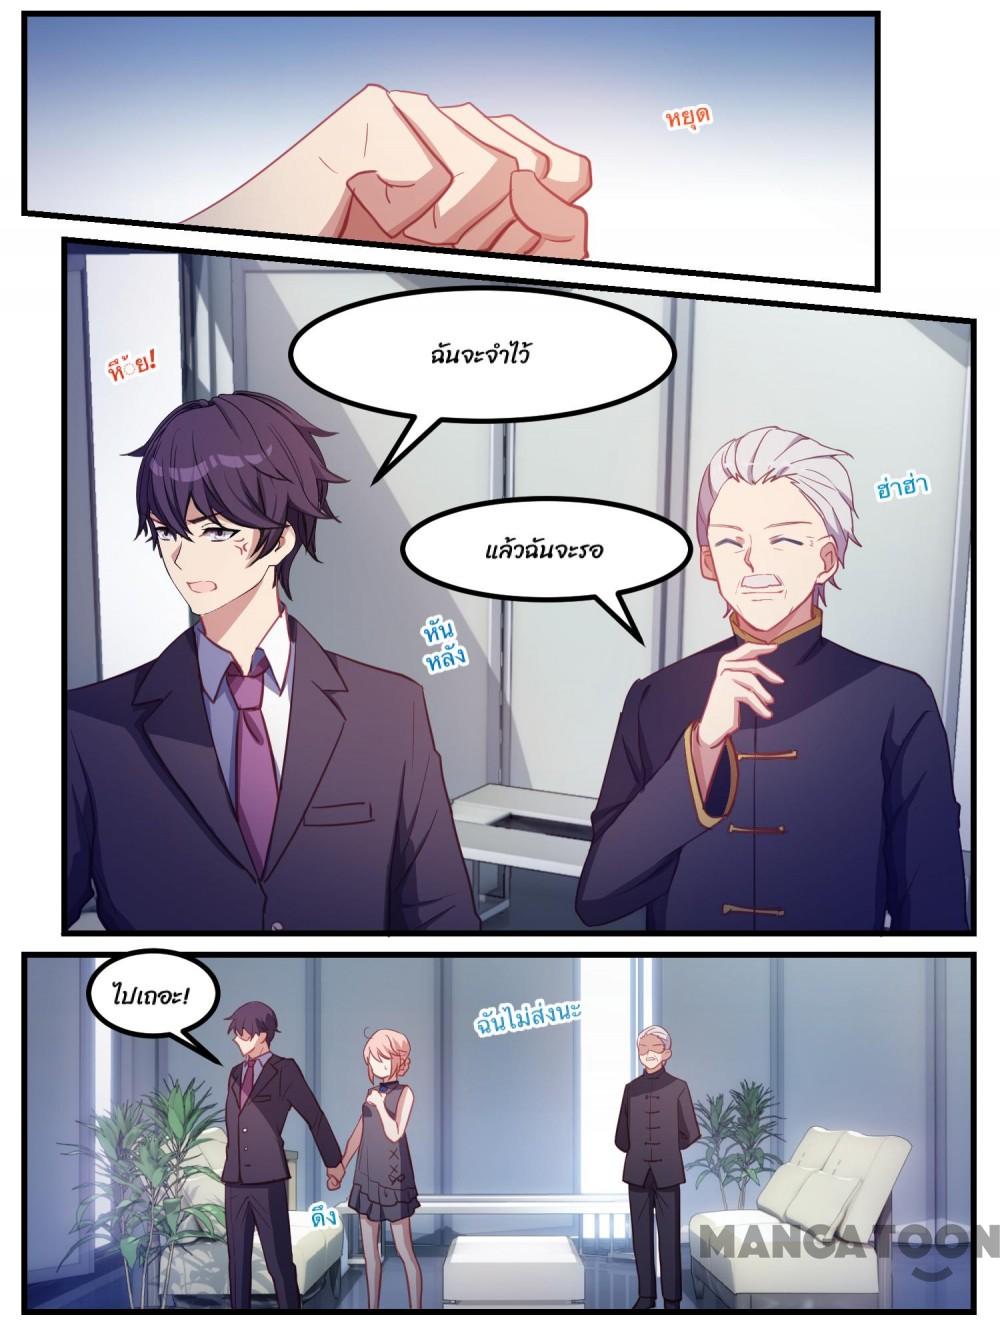 หยุด
ฉันจะจำไว้
หึ้ย!
ฮ่าฮ่า
แล้วฉันจะรอ
หัน
หลัง
ไปเถอะ!
ฉันไม่ส่งนะ
ดึง
MANGATOON